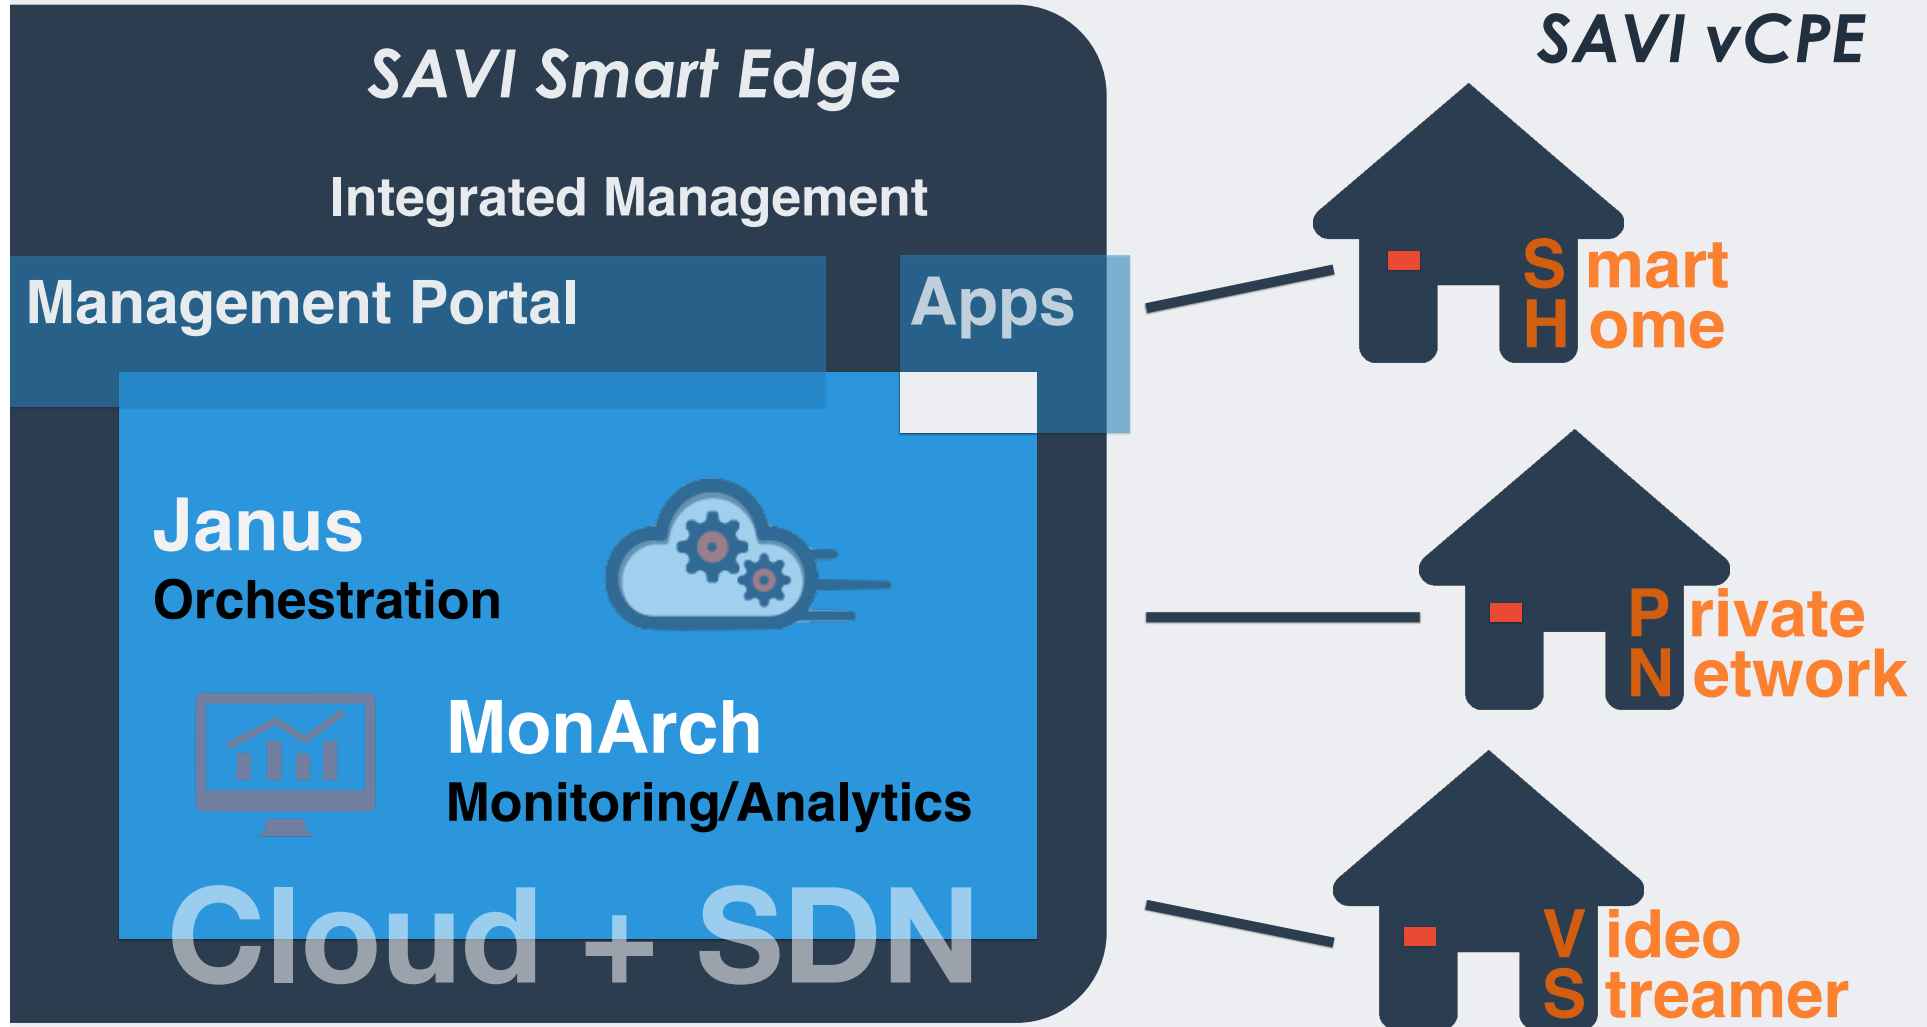 SAVI Smart Edge
SAVI vCPE
Integrated Management
Management Portal
Apps
Smart
Home
Janus
Orchestration
Private
Network
MonArch
Monitoring/Analytics
Cloud + SDN
Video
Streamer